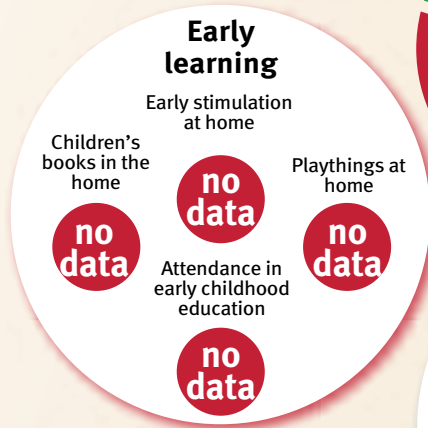 Early
learning
Early stimulation
at home
no
data
Children's
books in the
home
no
data
Playthings at
home
no
data
Attendance in
early childhood
education
no
data